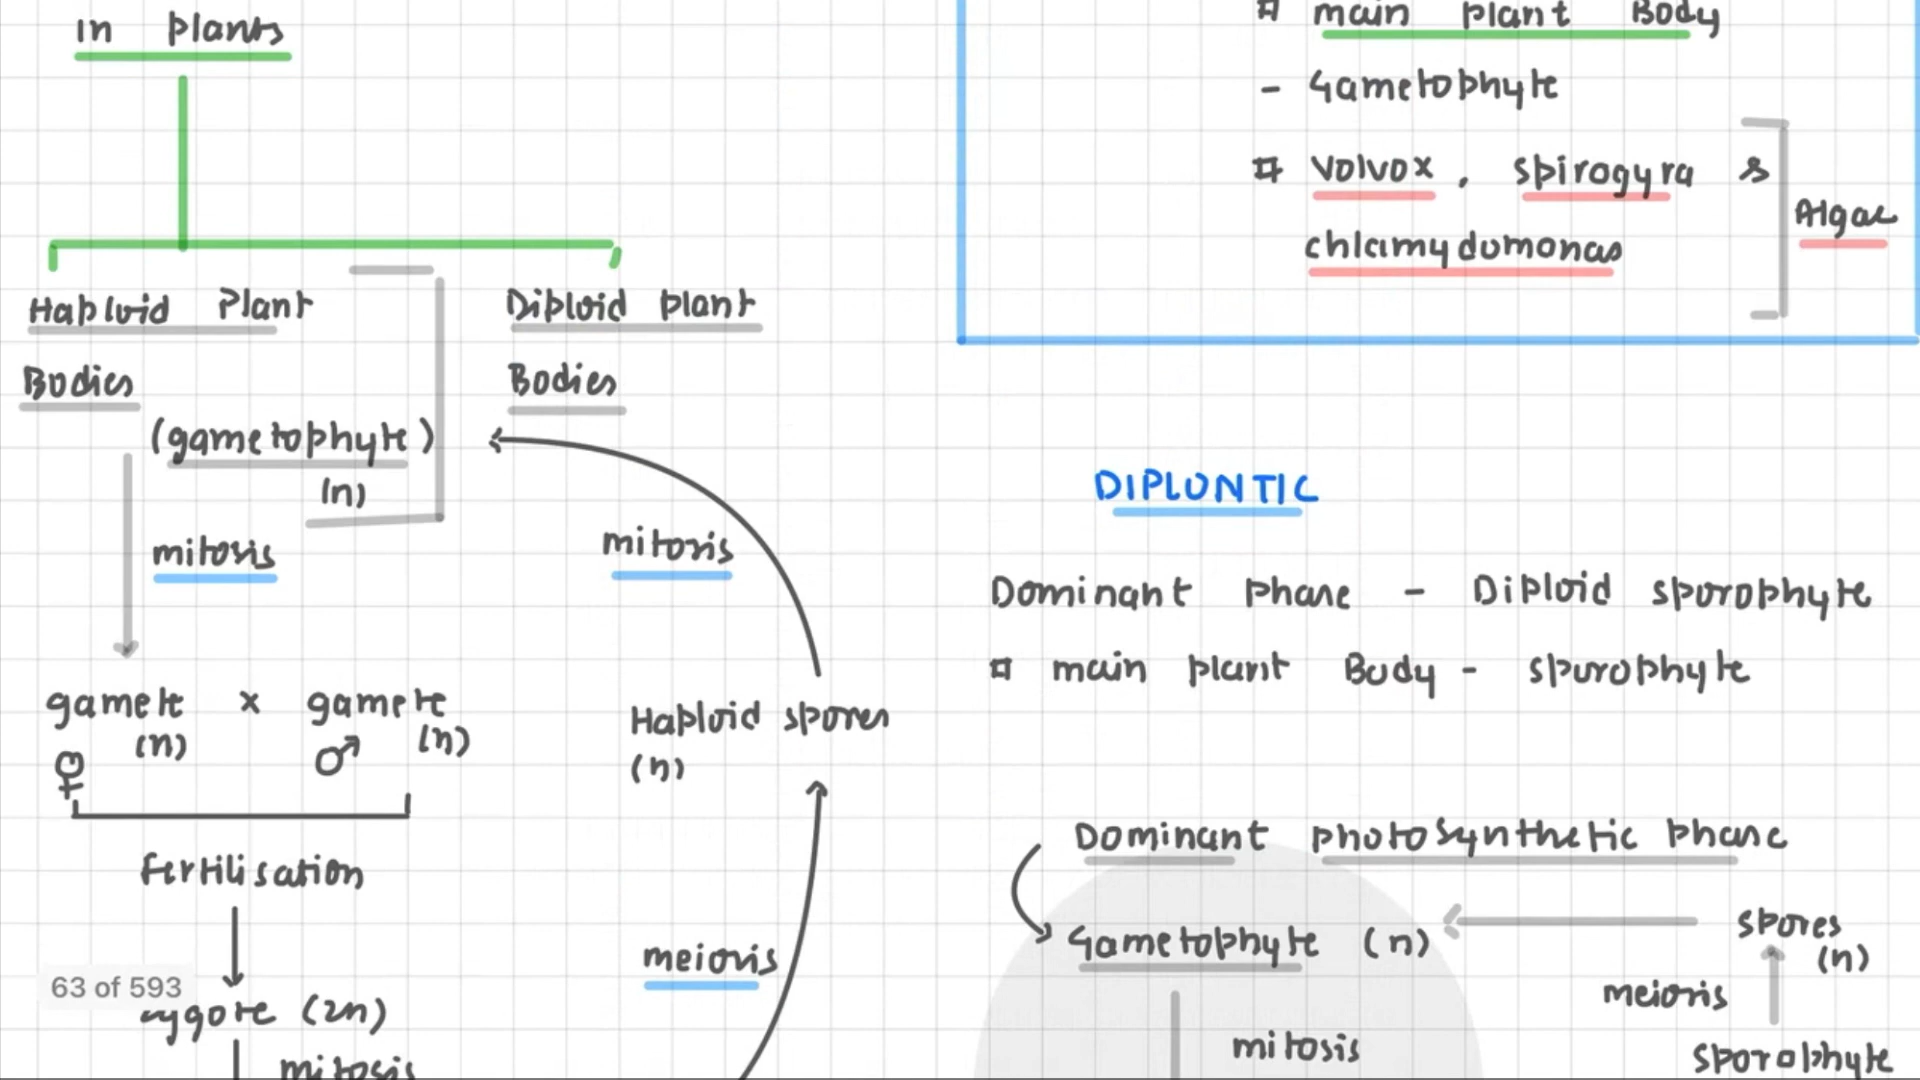 In plants
Haploid Plant
Bodies
(gametophyte)
(n)
mitosis
gamete x gamete
(n) (n)
♀ ♂
Fertilisation
zygote (2n)
mitosis
Diploid plant
Bodies
mitosis
Haploid spores
(n)
meiosis
63 of 593
# main plant Body
- Gametophyte
# Volvox, spirogyra &
chlamydomonas
Algae
DIPLONTIC
Dominant phase - Diploid sporophyte
# main plant Body - sporophyte
Dominant photosynthetic phase
Gametophyte (n)
spores
(n)
meiosis
mitosis
sporophyte